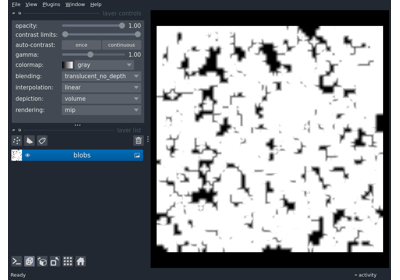 File View Plugins Window Help
layer controls
opacity: 1.00
contrast limits:
auto-contrast: once continuous
gamma: 1.00
colormap: gray
blending: translucent_no_depth
interpolation: linear
depiction: volume
rendering: mip
layer list
blobs
Ready
activity